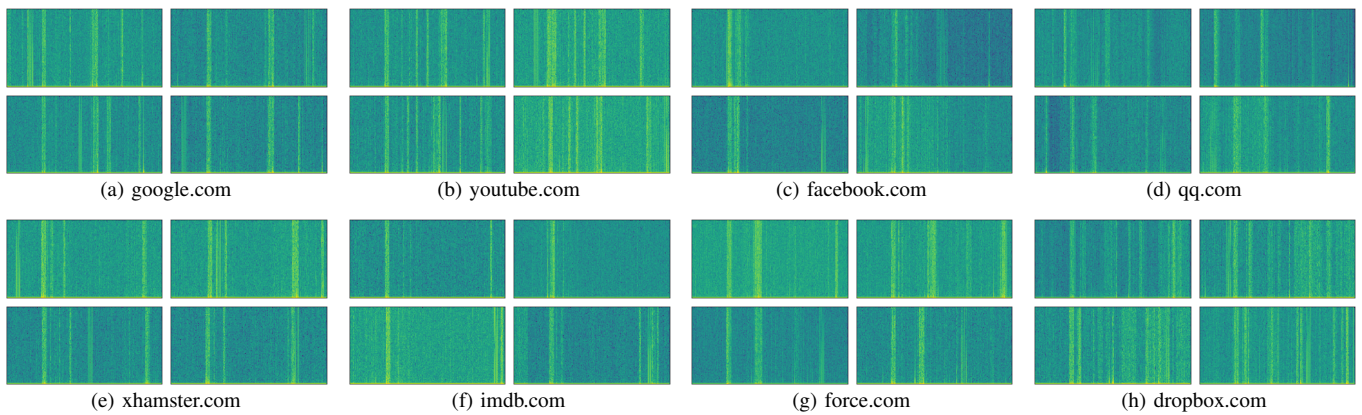 (a) google.com
(b) youtube.com
(c) facebook.com
(d) qq.com
(e) xhamster.com
(f) imdb.com
(g) force.com
(h) dropbox.com